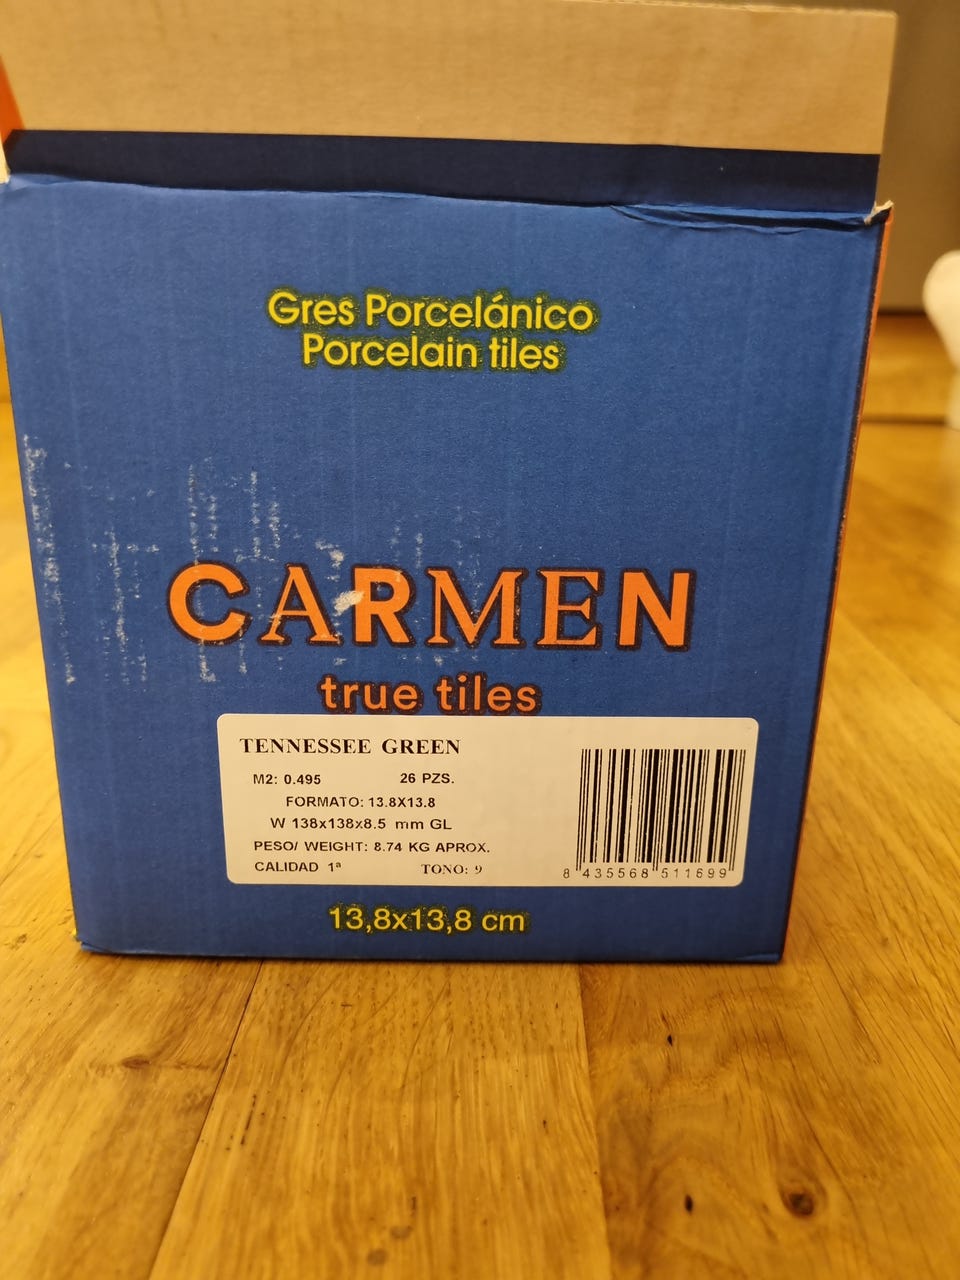 Gres Porcelánico
Porcelain tiles
CARMEN
true tiles
TENNESSEE GREEN
M2: 0.495 26 PZS.
FORMATO: 13.8X13.8
W 138x138x8.5 mm GL
PESO/ WEIGHT: 8.74 KG APROX.
CALIDAD 1ª TONO: 9
8 435568 511699
13,8x13,8 cm